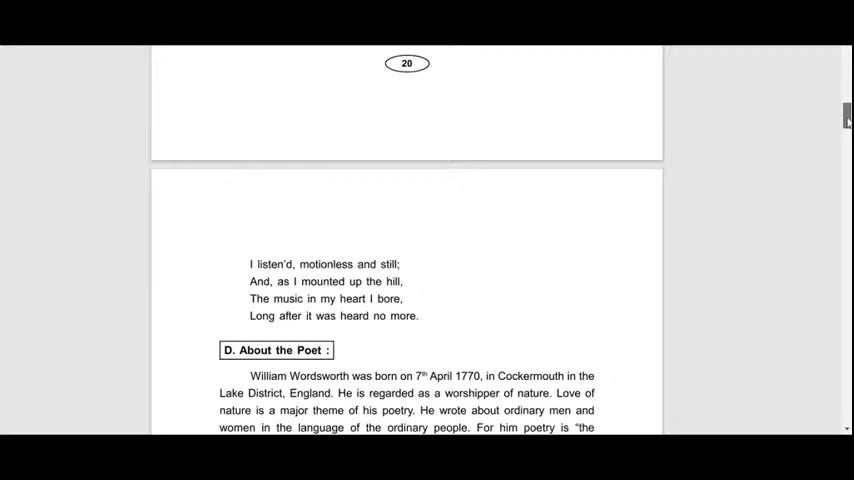 20
I listen'd, motionless and still;
And, as I mounted up the hill,
The music in my heart I bore,
Long after it was heard no more.
D. About the Poet :
William Wordsworth was born on 7th April 1770, in Cockermouth in the
Lake District, England. He is regarded as a worshipper of nature. Love of
nature is a major theme of his poetry. He wrote about ordinary men and
women in the language of the ordinary people. For him poetry is “the